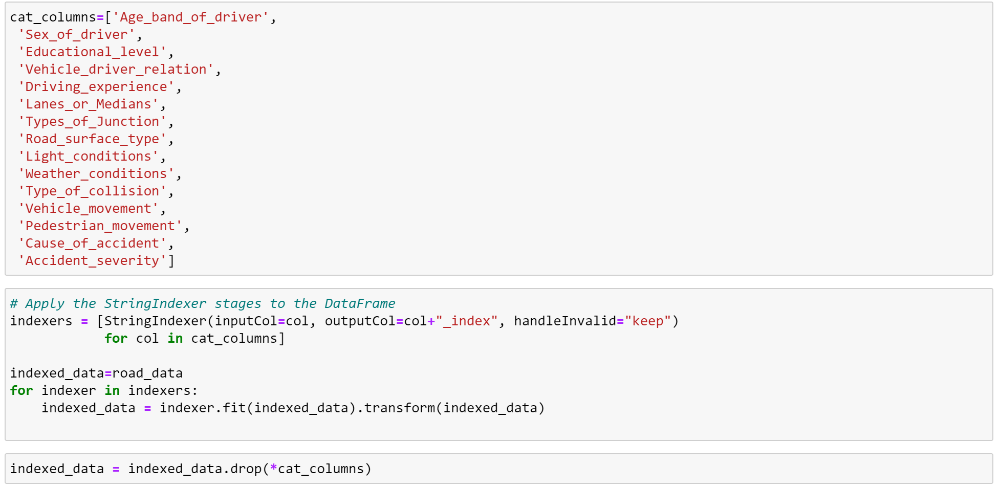 cat_columns=['Age_band_of_driver',
 'Sex_of_driver',
 'Educational_level',
 'Vehicle_driver_relation',
 'Driving_experience',
 'Lanes_or_Medians',
 'Types_of_Junction',
 'Road_surface_type',
 'Light_conditions',
 'Weather_conditions',
 'Type_of_collision',
 'Vehicle_movement',
 'Pedestrian_movement',
 'Cause_of_accident',
 'Accident_severity']
# Apply the StringIndexer stages to the DataFrame
indexers = [StringIndexer(inputCol=col, outputCol=col+"_index", handleInvalid="keep")
            for col in cat_columns]
indexed_data=road_data
for indexer in indexers:
    indexed_data = indexer.fit(indexed_data).transform(indexed_data)
indexed_data = indexed_data.drop(*cat_columns)